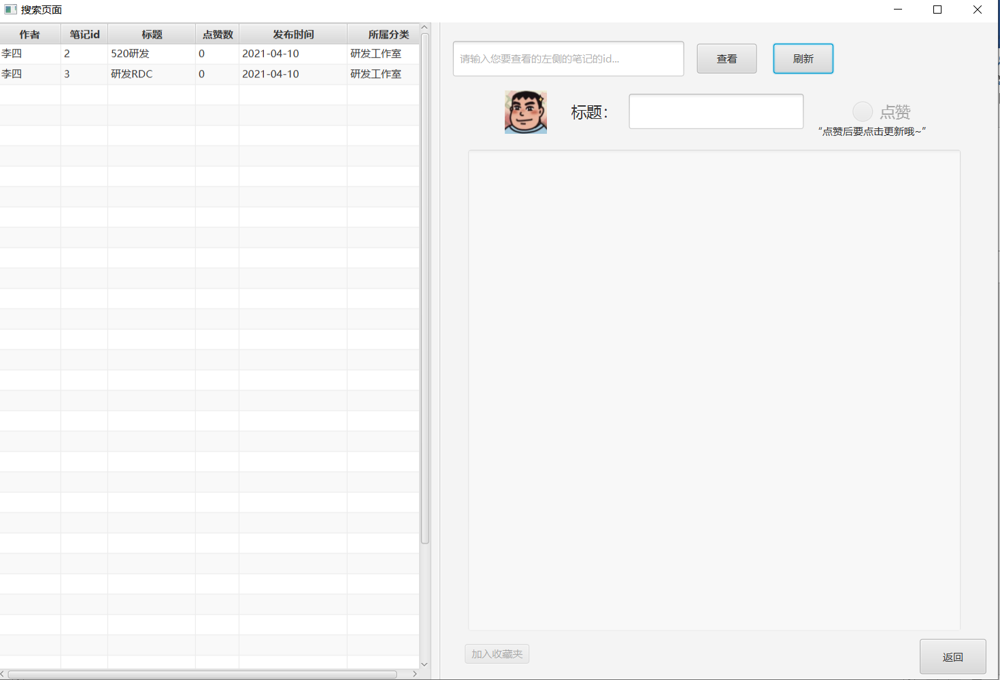 搜索页面
作者 笔记id 标题 点赞数 发布时间 所属分类
李四 2 520研发 0 2021-04-10 研发工作室
李四 3 研发RDC 0 2021-04-10 研发工作室
请输入您要查看的左侧的笔记的id...
查看
刷新
标题：
点赞
“点赞后要点击更新哦~”
加入收藏夹
返回